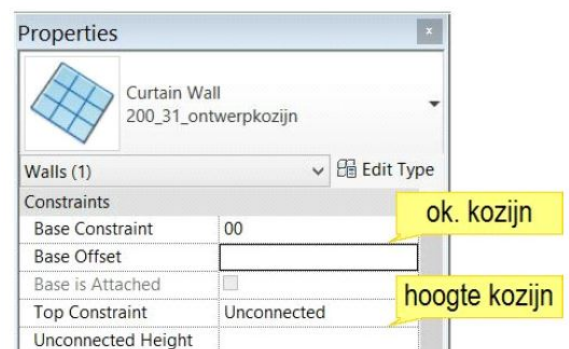 Properties
x
Curtain Wall
200_31_ontwerpkozijn
Walls (1)
Edit Type
Constraints
ok. kozijn
Base Constraint 00
Base Offset
Base is Attached
hoogte kozijn
Top Constraint Unconnected
Unconnected Height